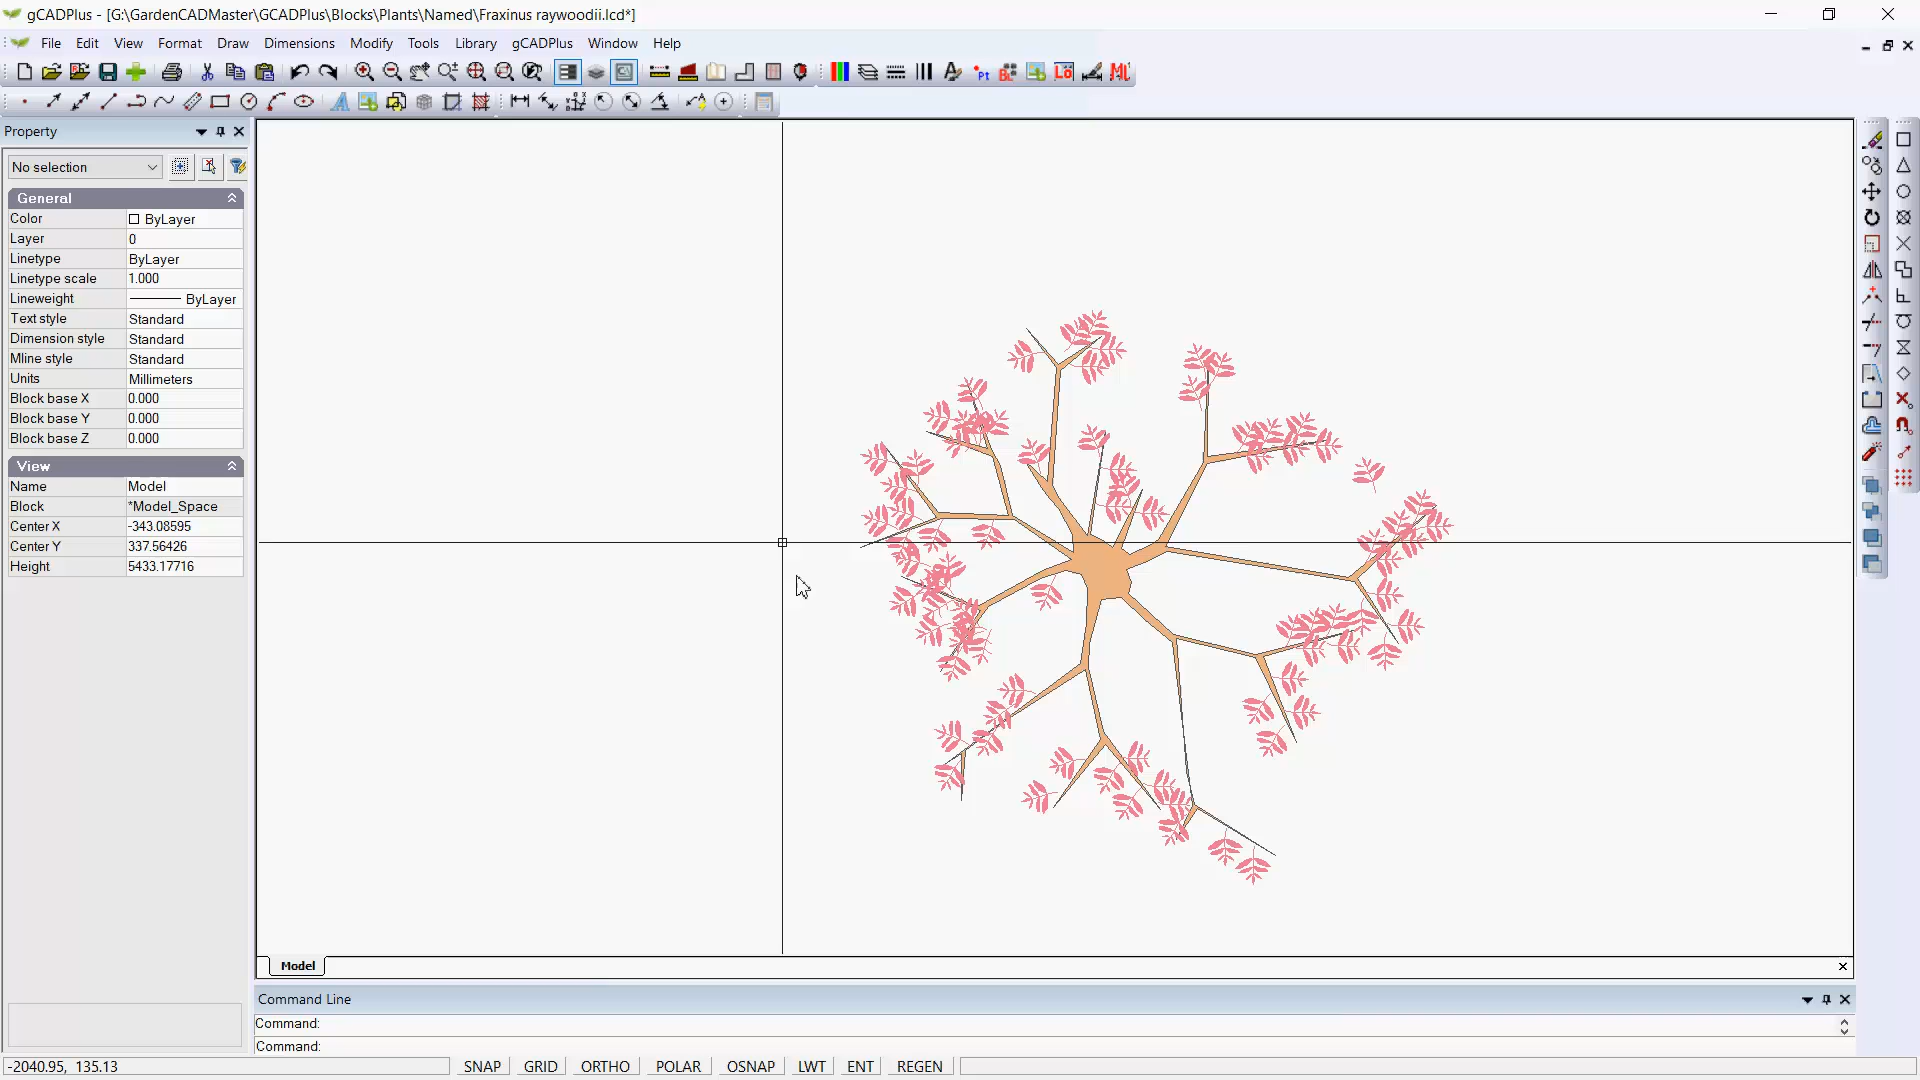 gCADPlus - [G:\GardenCADMaster\GCADPlus\Blocks\Plants\Named\Fraxinus raywoodii.lcd*]
File Edit View Format Draw Dimensions Modify Tools Library gCADPlus Window Help
Property
No selection
General
Color ByLayer
Layer 0
Linetype ByLayer
Linetype scale 1.000
Lineweight ByLayer
Text style Standard
Dimension style Standard
Mline style Standard
Units Millimeters
Block base X 0.000
Block base Y 0.000
Block base Z 0.000
View
Name Model
Block *Model_Space
Center X -343.08595
Center Y 337.56426
Height 5433.17716
Model
Command Line
Command:
Command:
-2040.95, 135.13 SNAP GRID ORTHO POLAR OSNAP LWT ENT REGEN